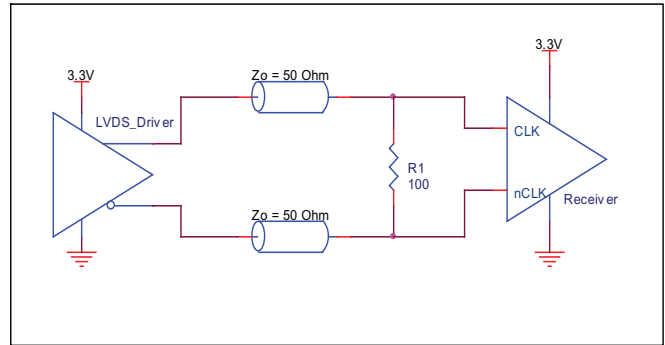 3.3V
LVDS_Driver
Zo = 50 Ohm
Zo = 50 Ohm
R1
100
3.3V
CLK
nCLK
Receiver